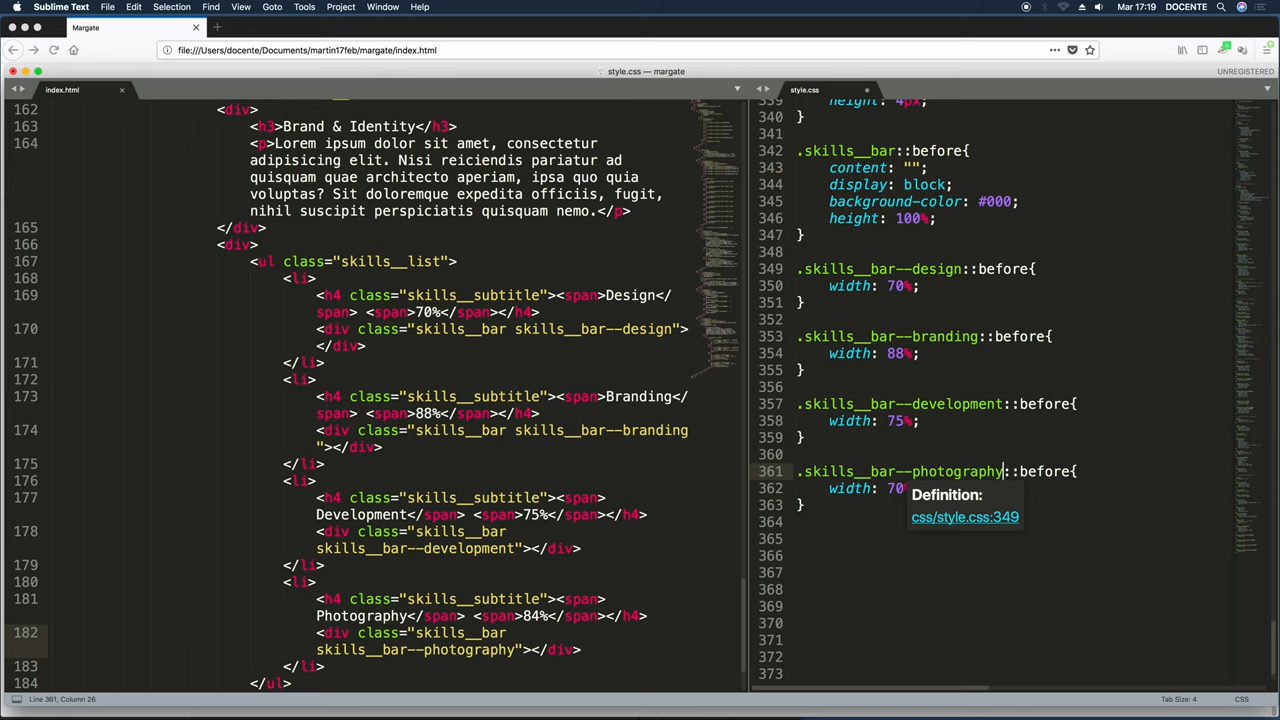 Sublime Text File Edit Selection Find View Goto Tools Project Window Help Mar 17:19 DOCENTE
Margate
file:///Users/docente/Documents/martin17feb/margate/index.html
style.css — margate UNREGISTERED
index.html
162 <div>
163 <h3>Brand & Identity</h3>
164 <p>Lorem ipsum dolor sit amet, consectetur
adipisicing elit. Nisi reiciendis pariatur ad
quisquam quae architecto aperiam, ipsa quo quia
voluptas? Sit doloremque expedita officiis, fugit,
nihil suscipit perspiciatis quisquam nemo.</p>
165 </div>
166 <div>
167 <ul class="skills__list">
168 <li>
169 <h4 class="skills__subtitle"><span>Design</
span> <span>70%</span></h4>
170 <div class="skills__bar skills__bar--design">
</div>
171 </li>
172 <li>
173 <h4 class="skills__subtitle"><span>Branding</
span> <span>88%</span></h4>
174 <div class="skills__bar skills__bar--branding
"></div>
175 </li>
176 <li>
177 <h4 class="skills__subtitle"><span>
Development</span> <span>75%</span></h4>
178 <div class="skills__bar
skills__bar--development"></div>
179 </li>
180 <li>
181 <h4 class="skills__subtitle"><span>
Photography</span> <span>84%</span></h4>
182 <div class="skills__bar
skills__bar--photography"></div>
183 </li>
184 </ul>
style.css
339 height: 4px;
340 }
341
342 .skills__bar::before{
343 content: "";
344 display: block;
345 background-color: #000;
346 height: 100%;
347 }
348
349 .skills__bar--design::before{
350 width: 70%;
351 }
352
353 .skills__bar--branding::before{
354 width: 88%;
355 }
356
357 .skills__bar--development::before{
358 width: 75%;
359 }
360
361 .skills__bar--photography::before{
362 width: 70
Definition:
363 }
css/style.css:349
364
365
366
367
368
369
370
371
372
373
Line 361, Column 26 Tab Size: 4 CSS